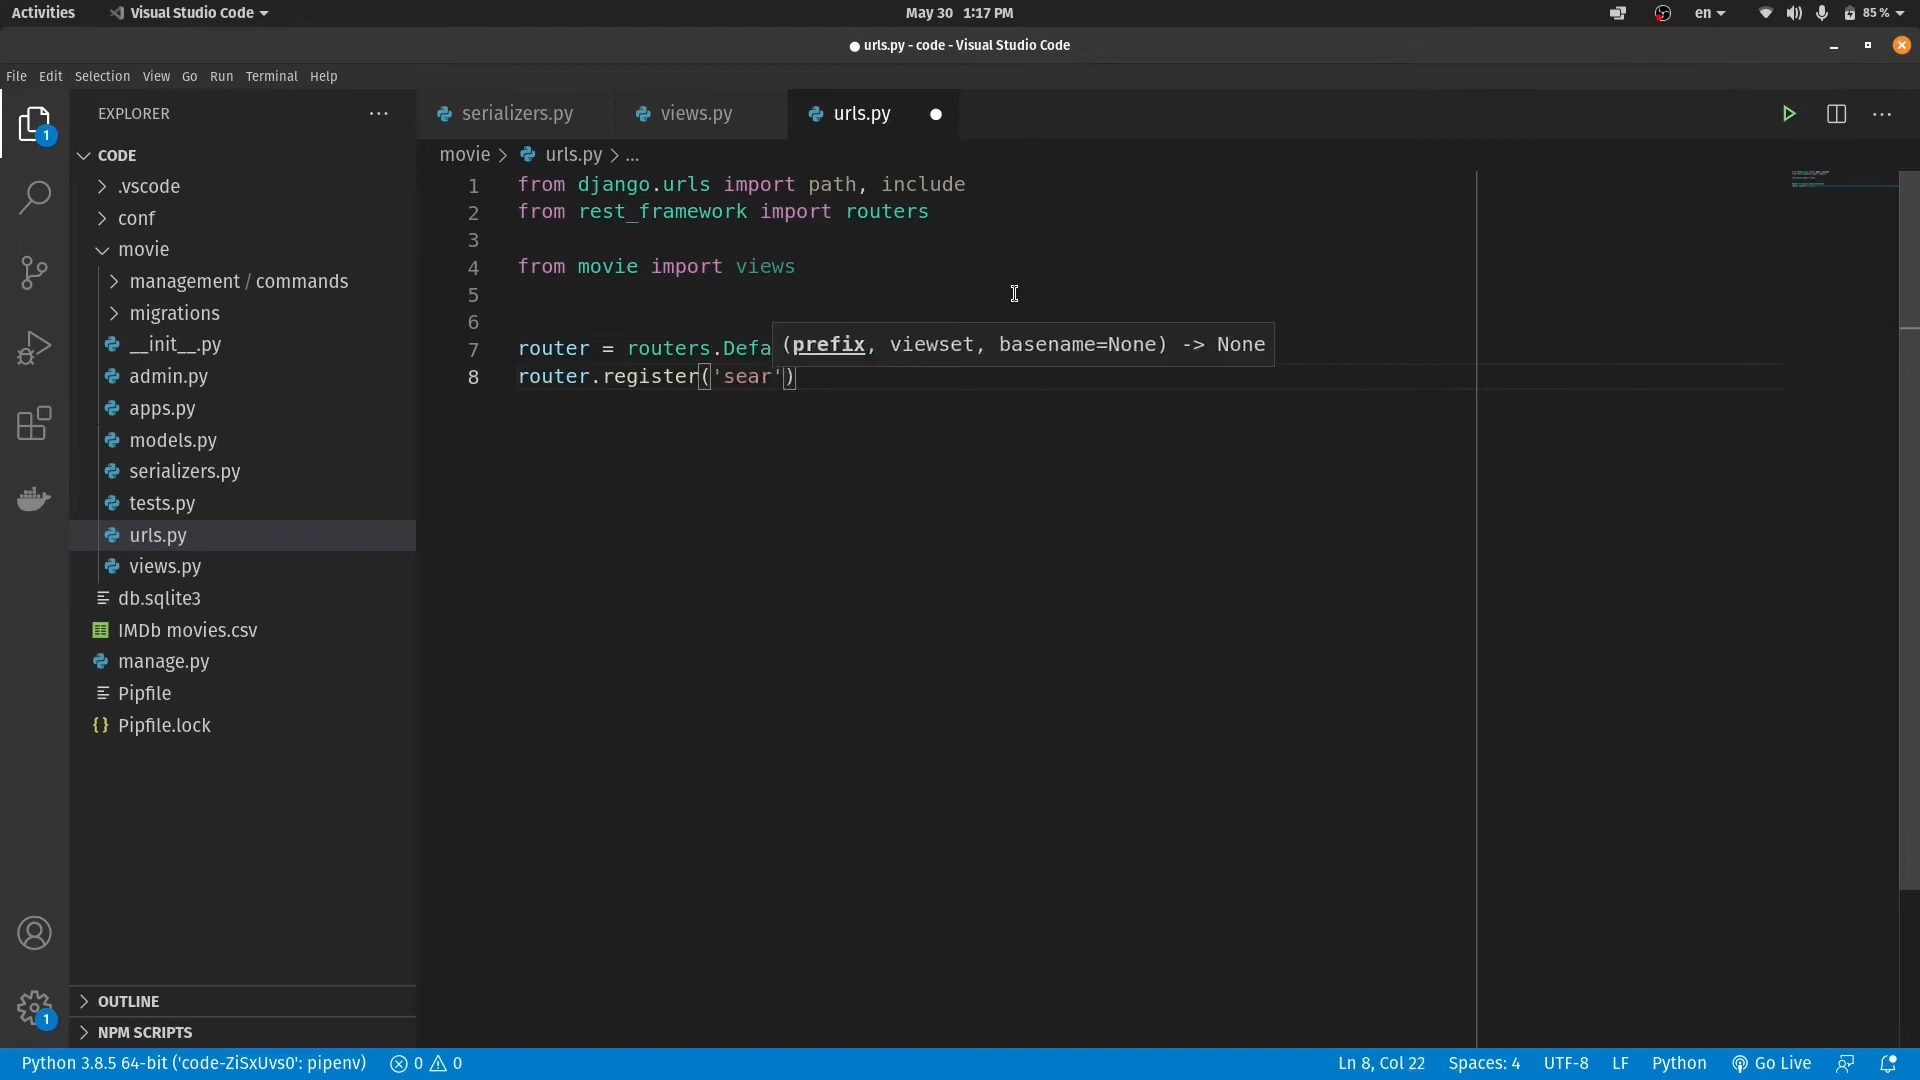 Activities
Visual Studio Code
May 30 1:17 PM
en
85 %
● urls.py - code - Visual Studio Code
File Edit Selection View Go Run Terminal Help
1
EXPLORER
CODE
.vscode
conf
movie
management / commands
migrations
__init__.py
admin.py
apps.py
models.py
serializers.py
tests.py
urls.py
views.py
db.sqlite3
IMDb movies.csv
manage.py
Pipfile
{} Pipfile.lock
OUTLINE
NPM SCRIPTS
1
serializers.py views.py urls.py
movie > urls.py > ...
1 from django.urls import path, include
2 from rest_framework import routers
3
4 from movie import views
5
6
7 router = routers.Defa
(prefix, viewset, basename=None) -> None
8 router.register('sear')
Python 3.8.5 64-bit ('code-ZiSxUvs0': pipenv) 0 0
Ln 8, Col 22 Spaces: 4 UTF-8 LF Python Go Live